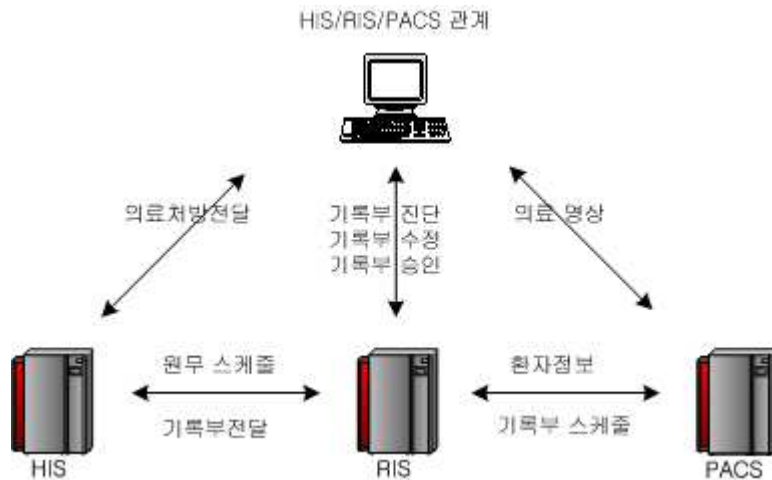 HIS/RIS/PACS 관계
의료처방전달
기록부 진단
기록부 수정
기록부 승인
의료 영상
원무 스케줄
기록부전달
환자정보
기록부 스케줄
HIS
RIS
PACS